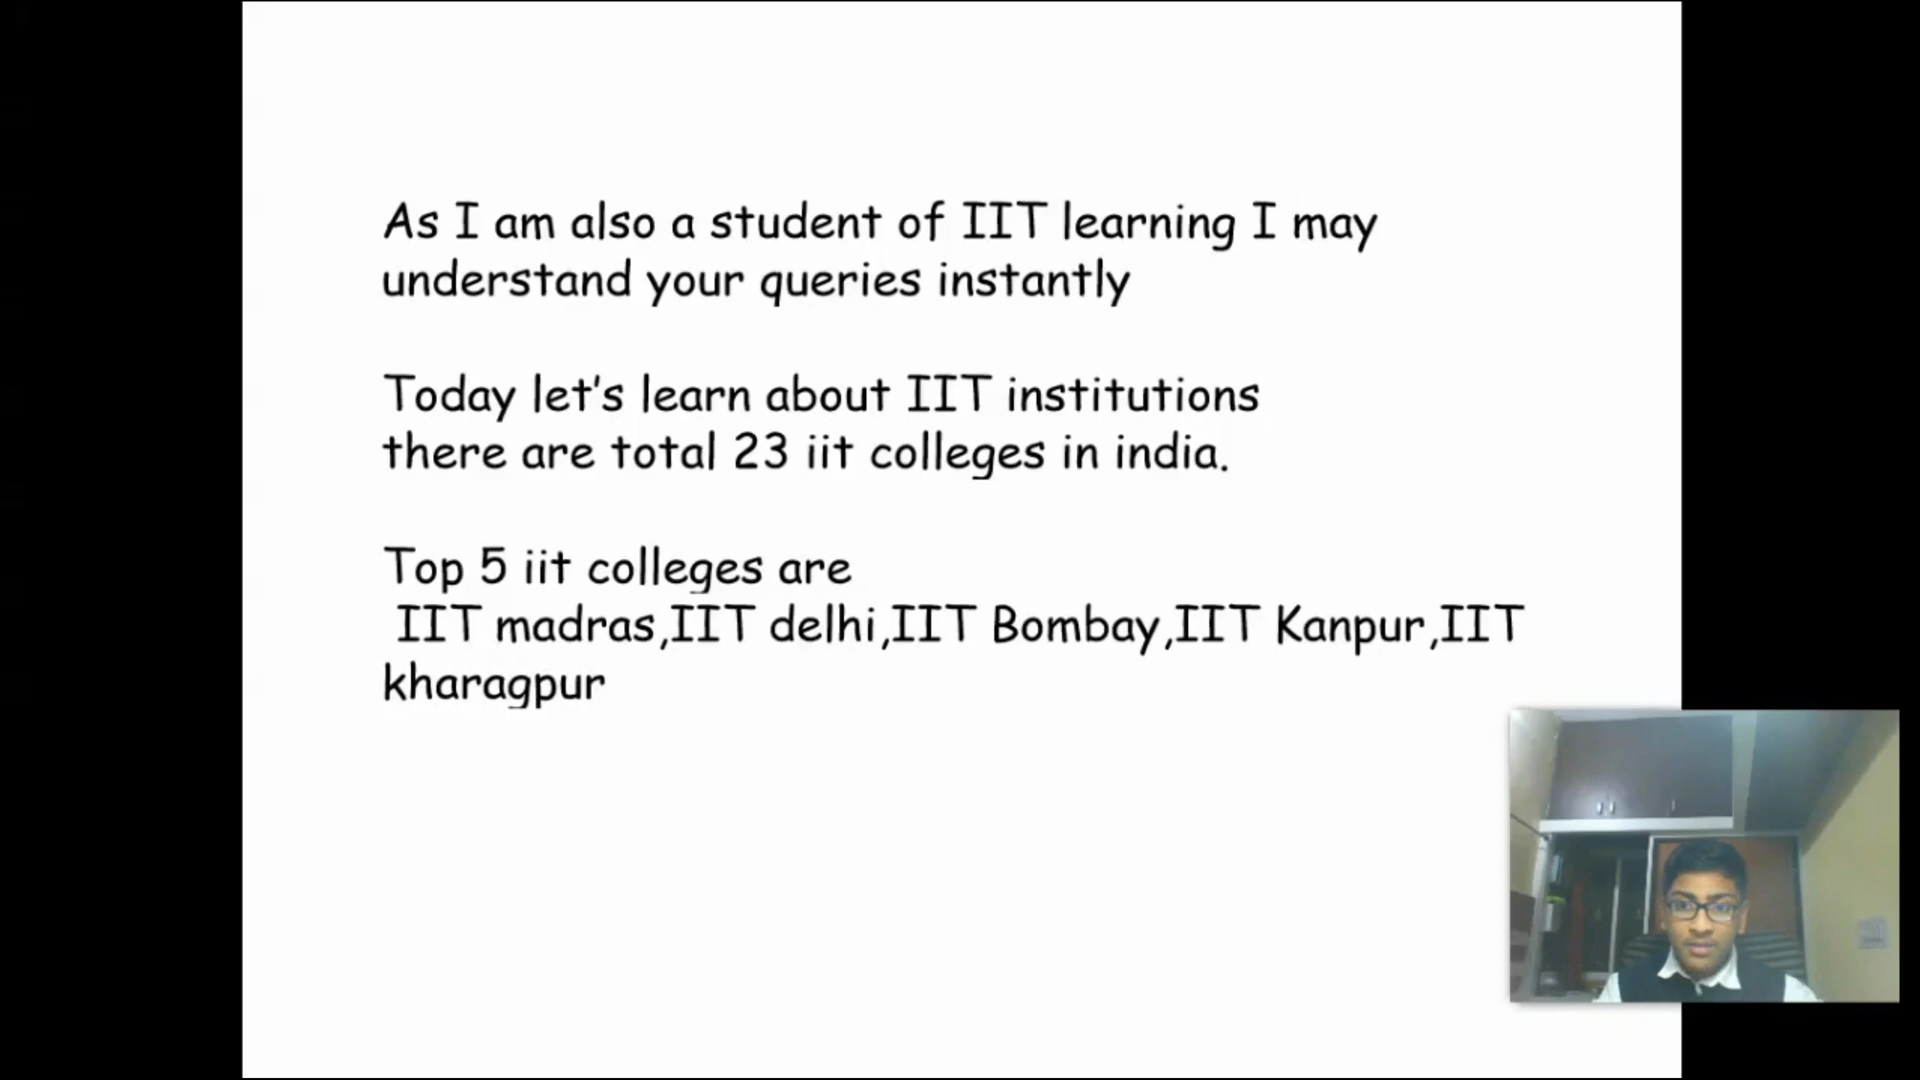 As I am also a student of IIT learning I may
understand your queries instantly
Today let's learn about IIT institutions
there are total 23 iit colleges in india.
Top 5 iit colleges are
IIT madras,IIT delhi,IIT Bombay,IIT Kanpur,IIT
kharagpur